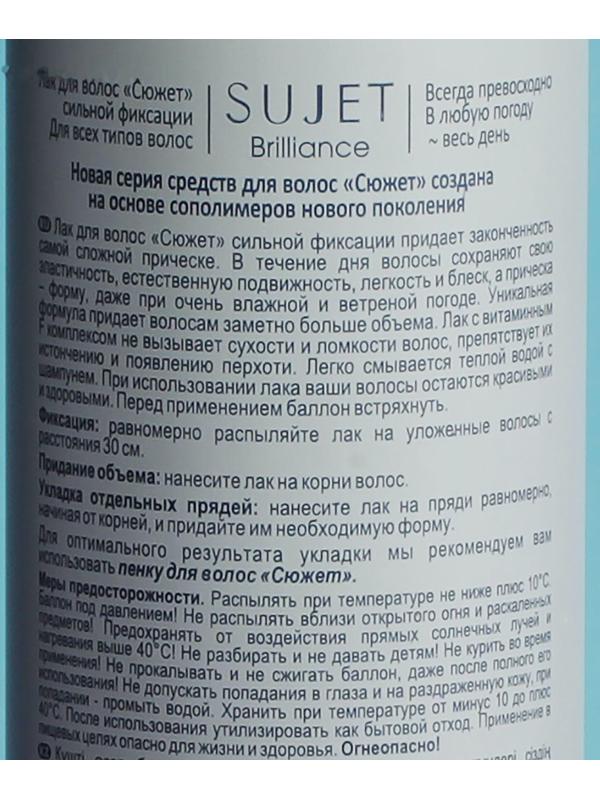 Лак для волос «Сюжет»
сильной фиксации
Для всех типов волос
SUJET
Brilliance
Всегда превосходно
В любую погоду
~ весь день
Новая серия средств для волос «Сюжет» создана
на основе сополимеров нового поколения
Лак для волос «Сюжет» сильной фиксации придает законченность
самой сложной прическе. В течение дня волосы сохраняют свою
эластичность, естественную подвижность, легкость и блеск, а прическа
- форму, даже при очень влажной и ветреной погоде. Уникальная
формула придает волосам заметно больше объема. Лак с витаминным
F комплексом не вызывает сухости и ломкости волос, препятствует их
истончению и появлению перхоти. Легко смывается теплой водой с
шампунем. При использовании лака ваши волосы остаются красивыми
и здоровыми. Перед применением баллон встряхнуть.
Фиксация: равномерно распыляйте лак на уложенные волосы с
расстояния 30 см.
Придание объема: нанесите лак на корни волос.
Укладка отдельных прядей: нанесите лак на пряди равномерно,
начиная от корней, и придайте им необходимую форму.
Для оптимального результата укладки мы рекомендуем вам
использовать пенку для волос «Сюжет».
Меры предосторожности. Распылять при температуре не ниже плюс 10°С.
Баллон под давлением! Не распылять вблизи открытого огня и раскаленных
предметов! Предохранять от воздействия прямых солнечных лучей и
нагревания выше 40°С! Не разбирать и не давать детям! Не курить во время
применения! Не прокалывать и не сжигать баллон, даже после полного его
использования! Не допускать попадания в глаза и на раздраженную кожу, при
попадании - промыть водой. Хранить при температуре от минус 10 до плюс
40°С. После использования утилизировать как бытовой отход. Применение в
пищевых целях опасно для жизни и здоровья. Огнеопасно!
KZ Күшті
сіздің